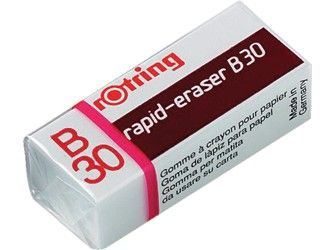 rotring
rapid-eraser B30
Gomme à crayon pour papier
Goma de lápiz para papel
Gomma per matita
da usare su carta
Made in
Germany
B
30